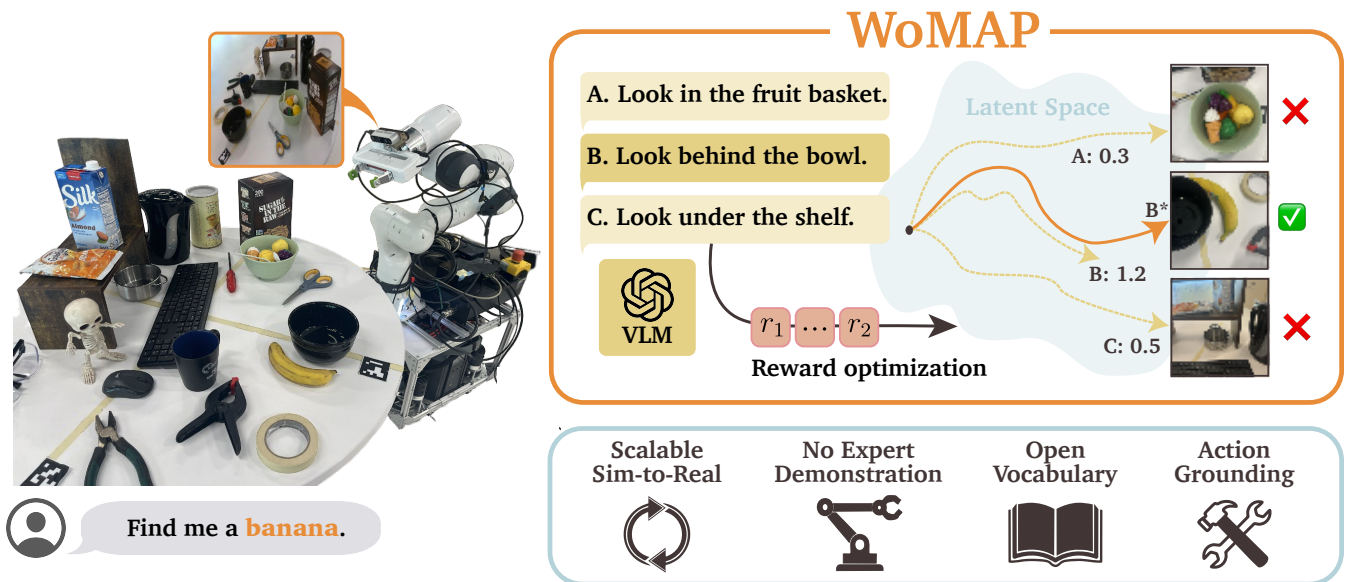 WoMAP
A. Look in the fruit basket.
B. Look behind the bowl.
C. Look under the shelf.
VLM
r1 ... r2
Reward optimization
Latent Space
A: 0.3
B*
B: 1.2
C: 0.5
Silk
Almond
SUGAR
IN THE
RAW
Find me a banana.
Scalable
Sim-to-Real
No Expert
Demonstration
Open
Vocabulary
Action
Grounding